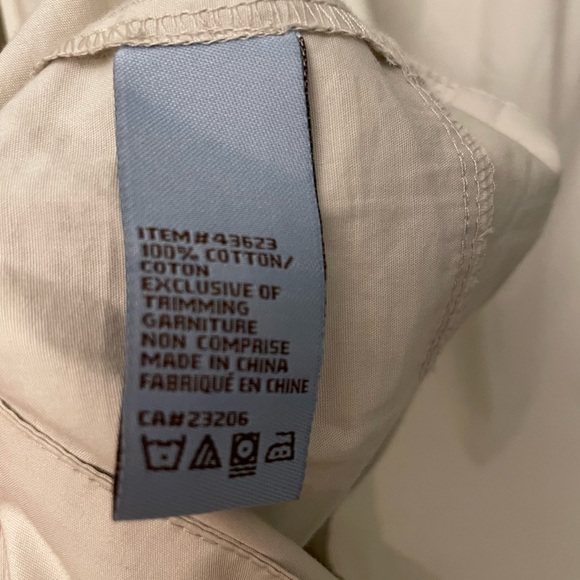 ITEM# 43623
100% COTTON/
COTON
EXCLUSIVE OF
TRIMMING
GARNITURE
NON COMPRISE
MADE IN CHINA
FABRIQUÉ EN CHINE
CA# 23206